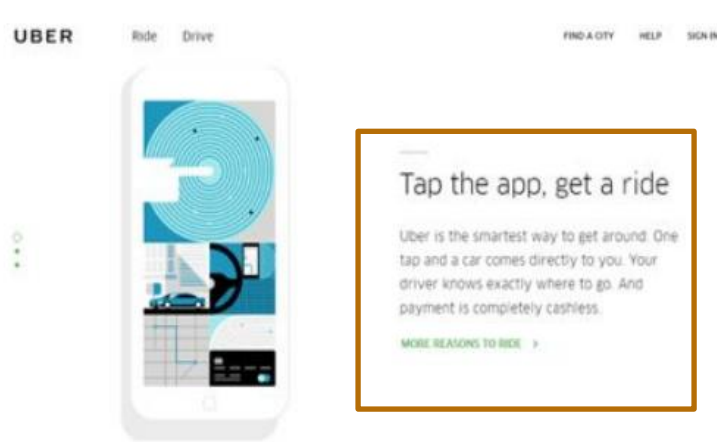 UBER Ride Drive FIND A CITY HELP SIGN IN
Tap the app, get a ride
Uber is the smartest way to get around. One
tap and a car comes directly to you. Your
driver knows exactly where to go. And
payment is completely cashless.
MORE REASONS TO RIDE >